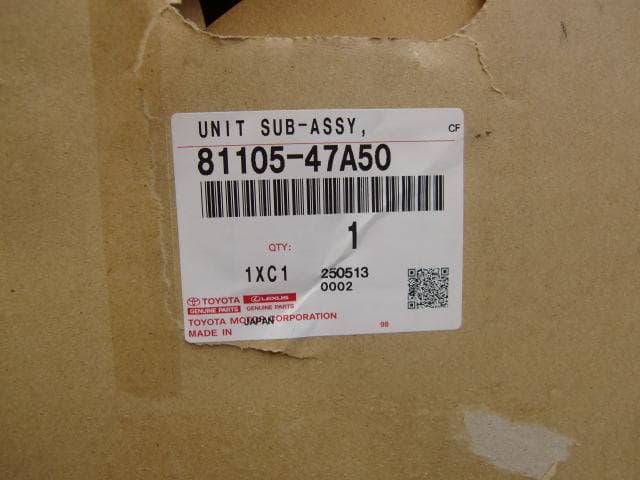 UNIT SUB-ASSY,
CF
81105-47A50
QTY: 1
1XC1 250513
0002
TOYOTA LEXUS
GENUINE PARTS GENUINE PARTS
TOYOTA MOTOR CORPORATION
MADE IN JAPAN
98